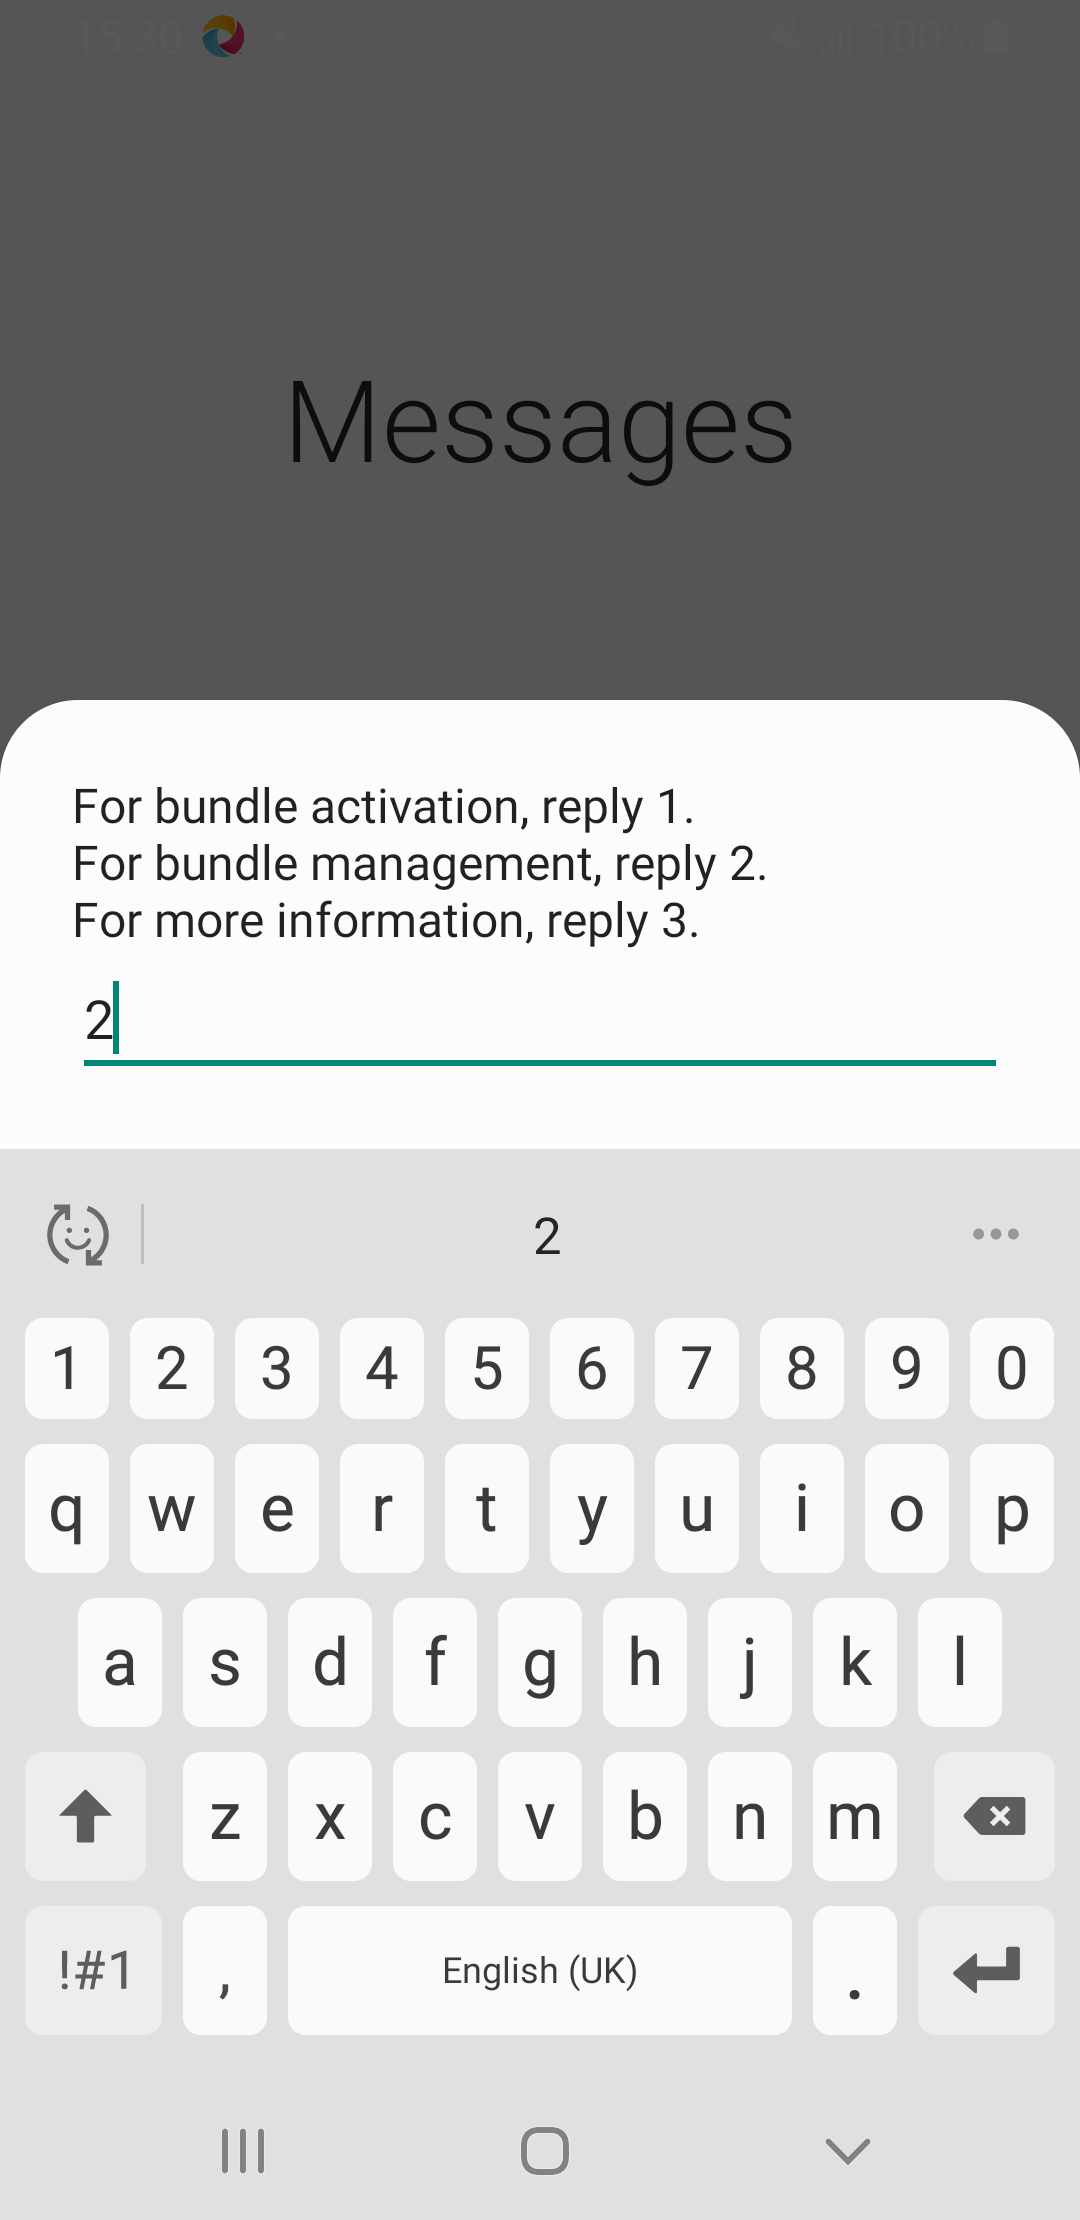 15:30 100%
Messages
For bundle activation, reply 1.
For bundle management, reply 2.
For more information, reply 3.
2
2
1 2 3 4 5 6 7 8 9 0
q w e r t y u i o p
a s d f g h j k l
z x c v b n m
!#1 , English (UK) .